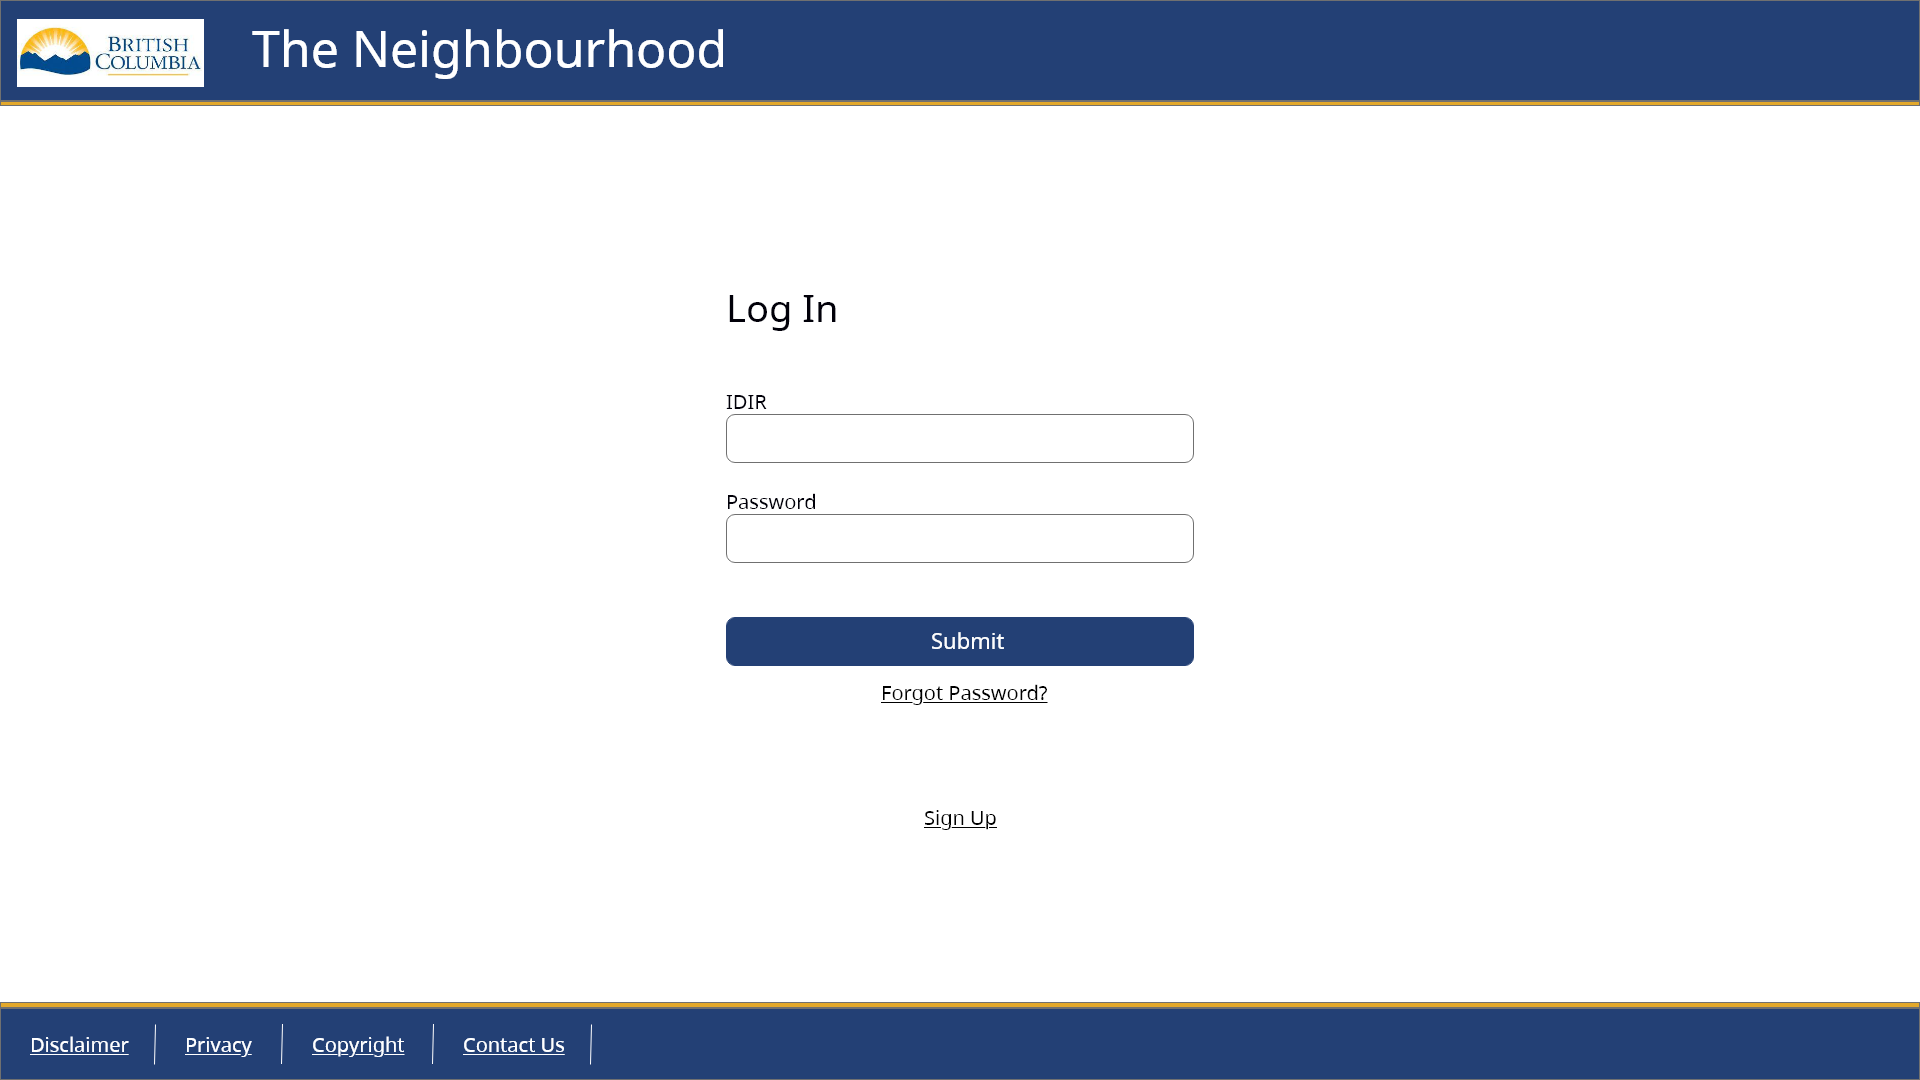 BRITISH
COLUMBIA
The Neighbourhood
Log In
IDIR
Password
Submit
Forgot Password?
Sign Up
Disclaimer
Privacy
Copyright
Contact Us